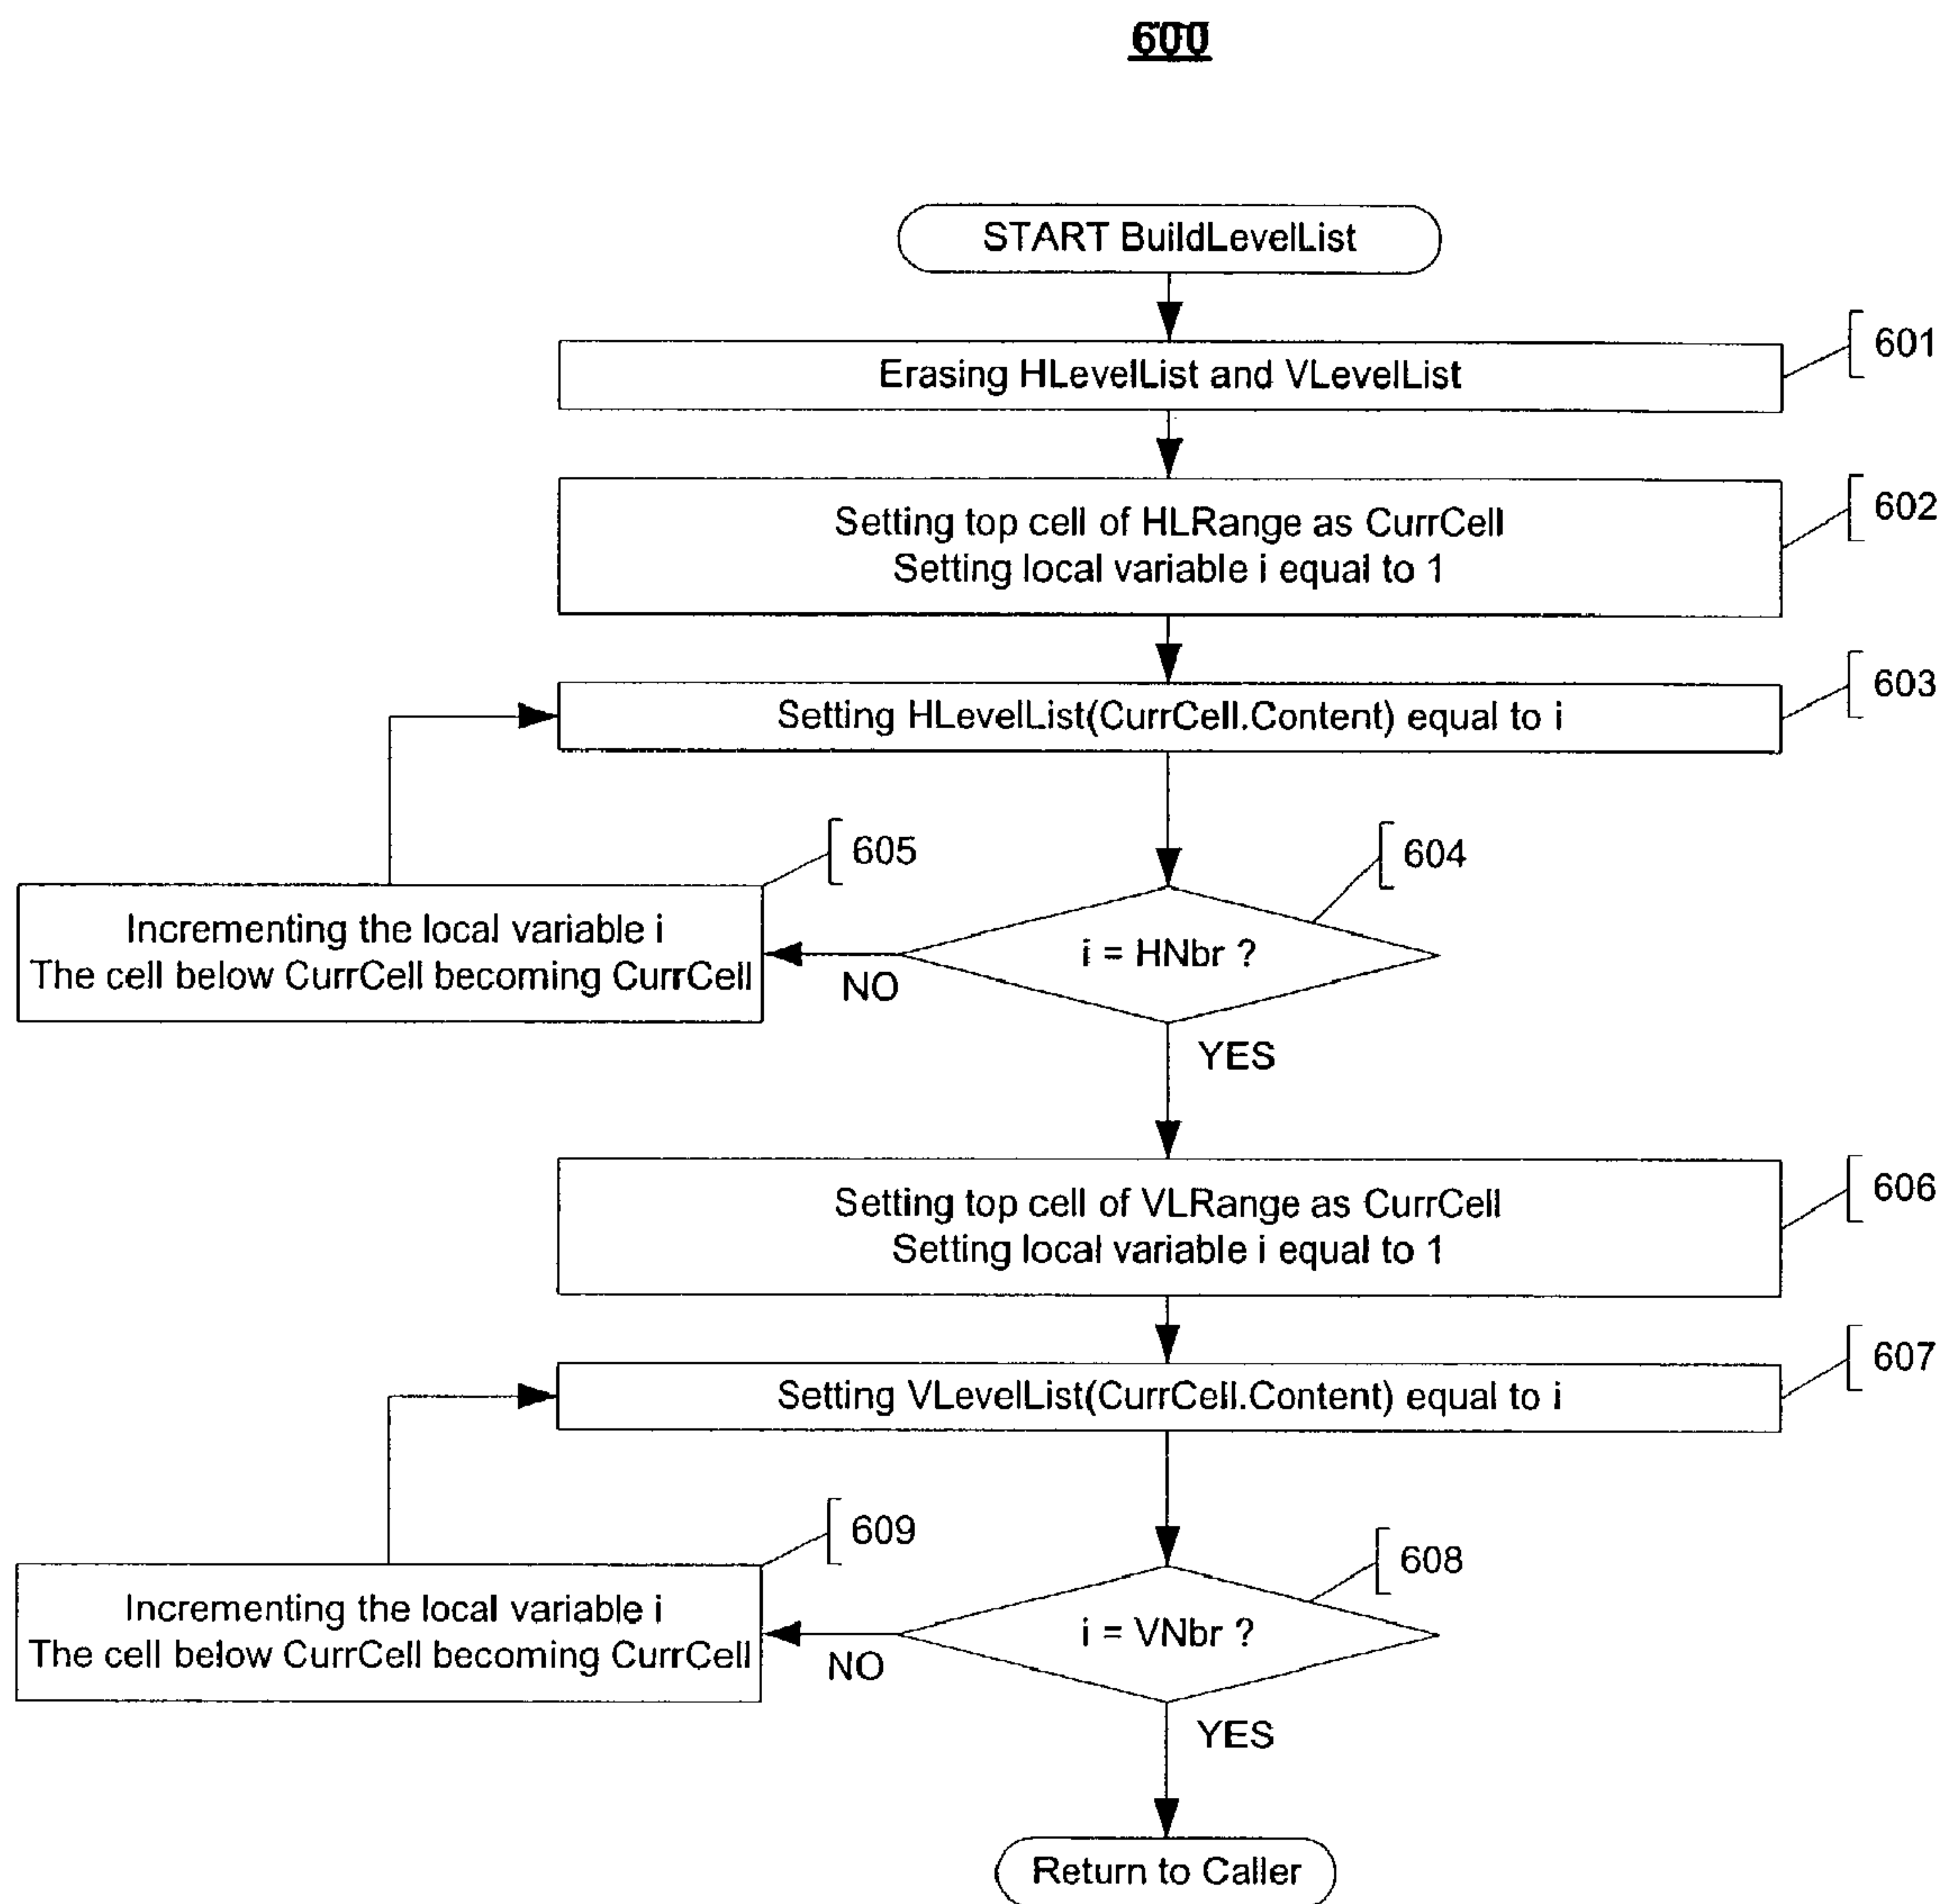 600
START BuildLevelList
Erasing HLevelList and VLevelList
601
Setting top cell of HLRange as CurrCell
Setting local variable i equal to 1
602
Setting HLevelList(CurrCell.Content) equal to i
603
605
604
Incrementing the local variable i
The cell below CurrCell becoming CurrCell
i = HNbr ?
NO
YES
Setting top cell of VLRange as CurrCell
Setting local variable i equal to 1
606
Setting VLevelList(CurrCell.Content) equal to i
607
609
608
Incrementing the local variable i
The cell below CurrCell becoming CurrCell
i = VNbr ?
NO
YES
Return to Caller